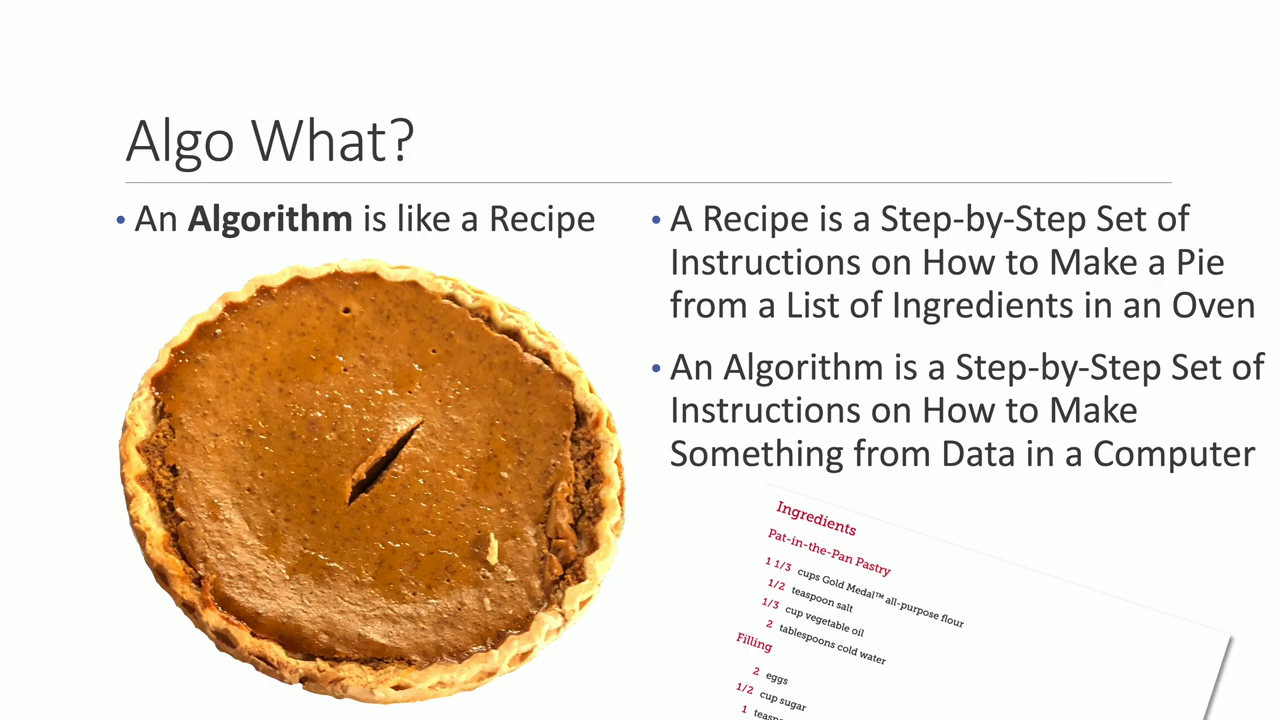 Algo What?
• An Algorithm is like a Recipe
• A Recipe is a Step-by-Step Set of
Instructions on How to Make a Pie
from a List of Ingredients in an Oven
• An Algorithm is a Step-by-Step Set of
Instructions on How to Make
Something from Data in a Computer
Ingredients
Pat-in-the-Pan Pastry
1 1/3 cups Gold Medal™ all-purpose flour
1/2 teaspoon salt
1/3 cup vegetable oil
2 tablespoons cold water
Filling
2 eggs
1/2 cup sugar
1